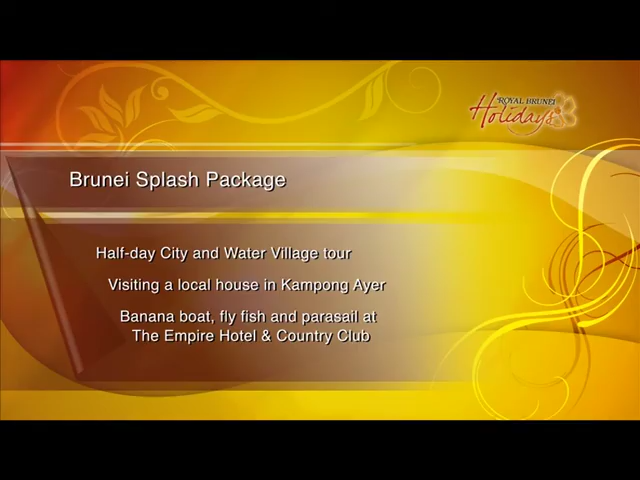 ROYAL BRUNEI
Holidays
Brunei Splash Package
Half-day City and Water Village tour
Visiting a local house in Kampong Ayer
Banana boat, fly fish and parasail at
The Empire Hotel & Country Club